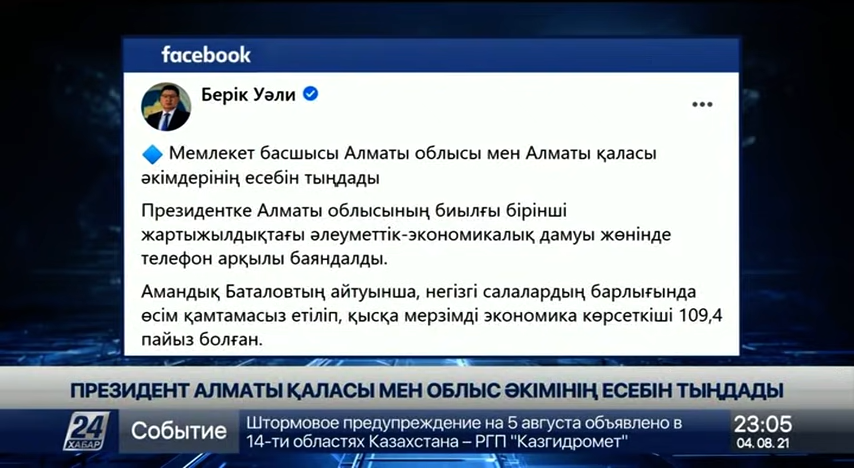 facebook
Берік Уәли
🔷 Мемлекет басшысы Алматы облысы мен Алматы қаласы
әкімдерінің есебін тыңдады
Президентке Алматы облысының биылғы бірінші
жартыжылдықтағы әлеуметтік-экономикалық дамуы жөнінде
телефон арқылы баяндалды.
Амандық Баталовтың айтуынша, негізгі салалардың барлығында
өсім қамтамасыз етіліп, қысқа мерзімді экономика көрсеткіші 109,4
пайыз болған.
ПРЕЗИДЕНТ АЛМАТЫ ҚАЛАСЫ МЕН ОБЛЫС ӘКІМІНІҢ ЕСЕБІН ТЫҢДАДЫ
24
ХАБАР
Событие
Штормовое предупреждение на 5 августа объявлено в
14-ти областях Казахстана – РГП "Казгидромет"
23:05
04.08.21